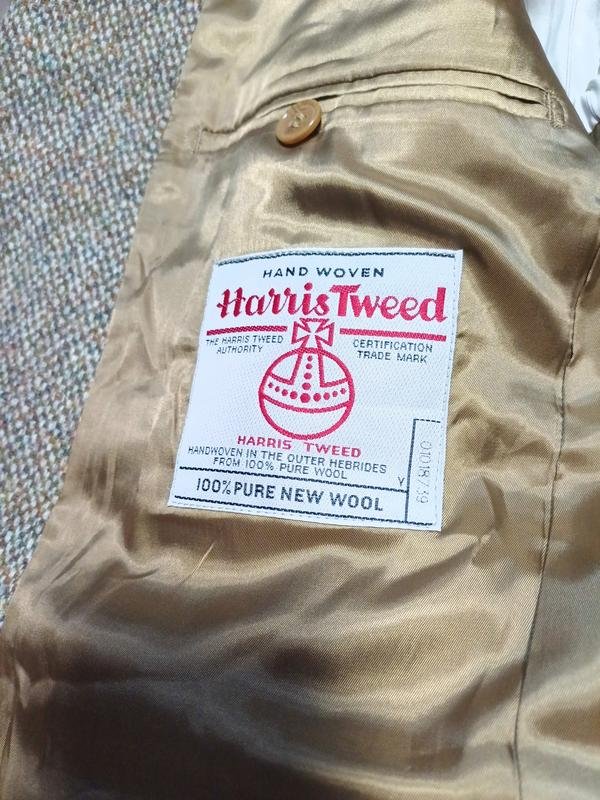 HAND WOVEN
Harris Tweed
THE HARRIS TWEED AUTHORITY
CERTIFICATION TRADE MARK
HARRIS TWEED
HANDWOVEN IN THE OUTER HEBRIDES
FROM 100% PURE WOOL
Y
100% PURE NEW WOOL